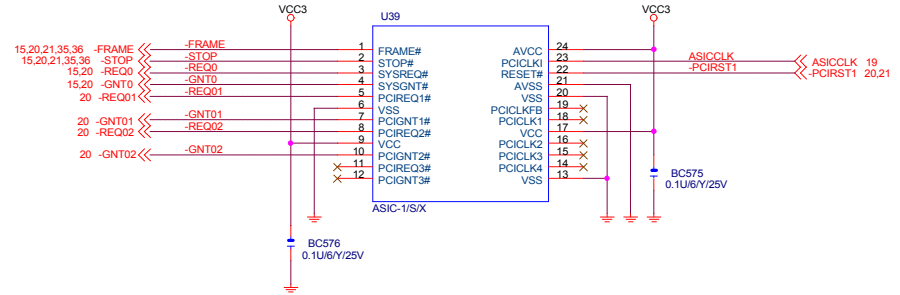 VCC3
VCC3
U39
15,20,21,35,36 -FRAME -FRAME 1 FRAME# AVCC 24
15,20,21,35,36 -STOP -STOP 2 STOP# PCICLKI 23 ASICCLK ASICCLK 19
15,20 -REQ0 -REQ0 3 SYSREQ# RESET# 22 -PCIRST1 -PCIRST1 20,21
15,20 -GNT0 -GNT0 4 SYSGNT# AVSS 21
20 -REQ01 -REQ01 5 PCIREQ1# VSS 20
6 VSS PCICLKFB 19
20 -GNT01 -GNT01 7 PCIGNT1# PCICLK1 18
20 -REQ02 -REQ02 8 PCIREQ2# VCC 17
9 VCC PCICLK2 16
20 -GNT02 -GNT02 10 PCIGNT2# PCICLK3 15
11 PCIREQ3# PCICLK4 14
12 PCIGNT3# VSS 13
ASIC-1/S/X
BC575
0.1U/6/Y/25V
BC576
0.1U/6/Y/25V